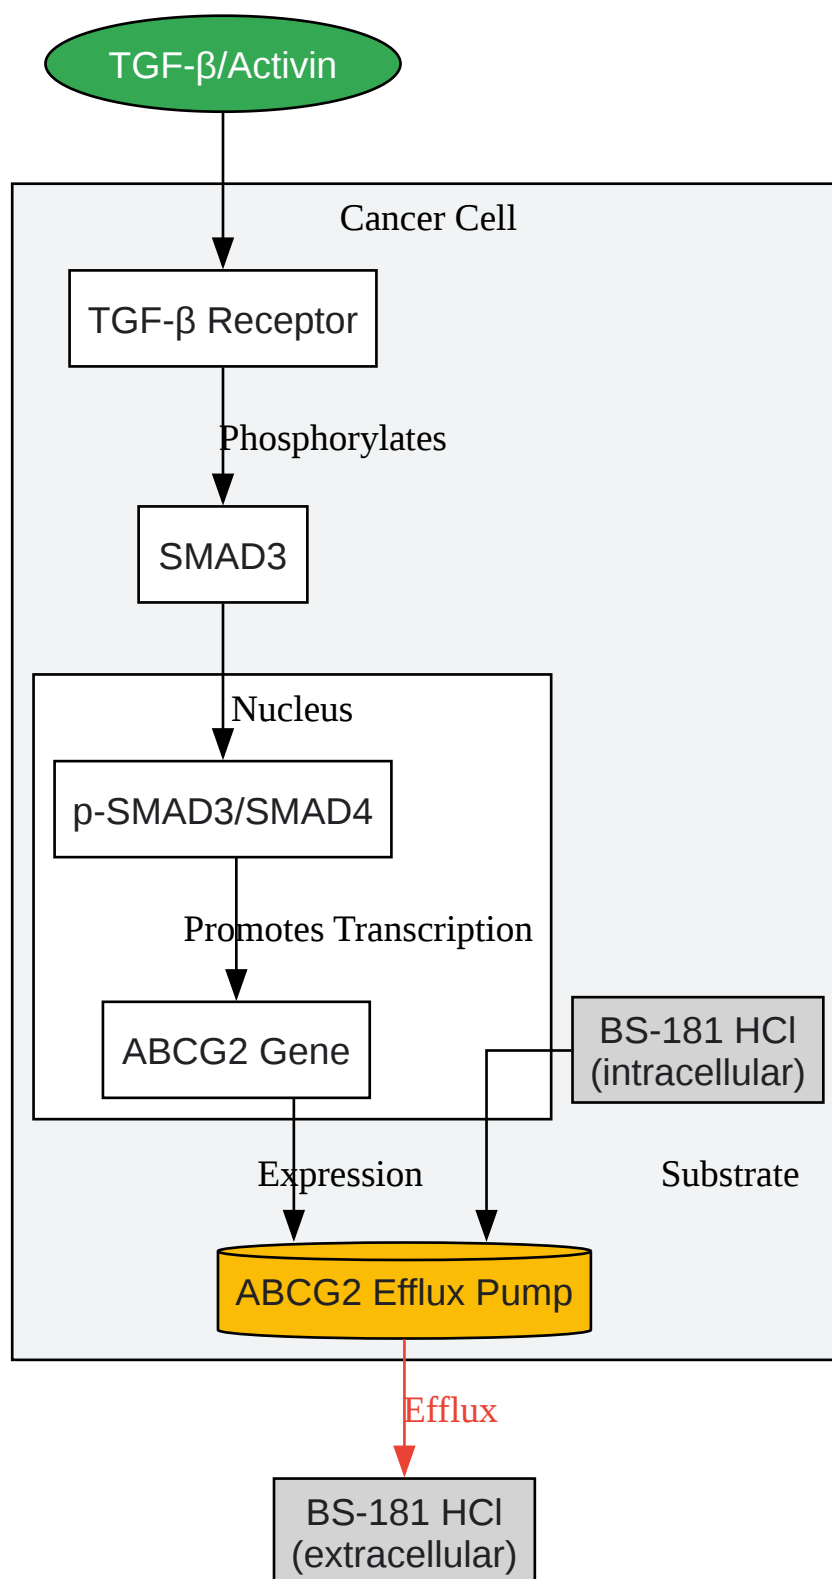 TGF-β/Activin
Cancer Cell
TGF-β Receptor
Phosphorylates
SMAD3
Nucleus
p-SMAD3/SMAD4
Promotes Transcription
ABCG2 Gene
BS-181 HCl
(intracellular)
Expression
Substrate
ABCG2 Efflux Pump
Efflux
BS-181 HCl
(extracellular)